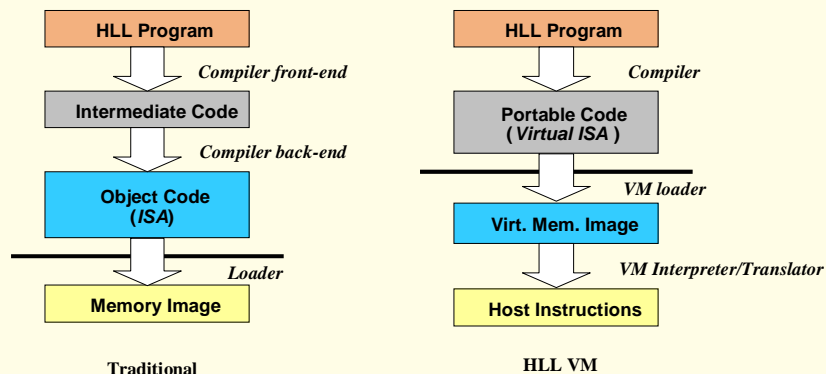 HLL Program
Compiler front-end
Intermediate Code
Compiler back-end
Object Code
(ISA)
Loader
Memory Image
Traditional
HLL Program
Compiler
Portable Code
( Virtual ISA )
VM loader
Virt. Mem. Image
VM Interpreter/Translator
Host Instructions
HLL VM